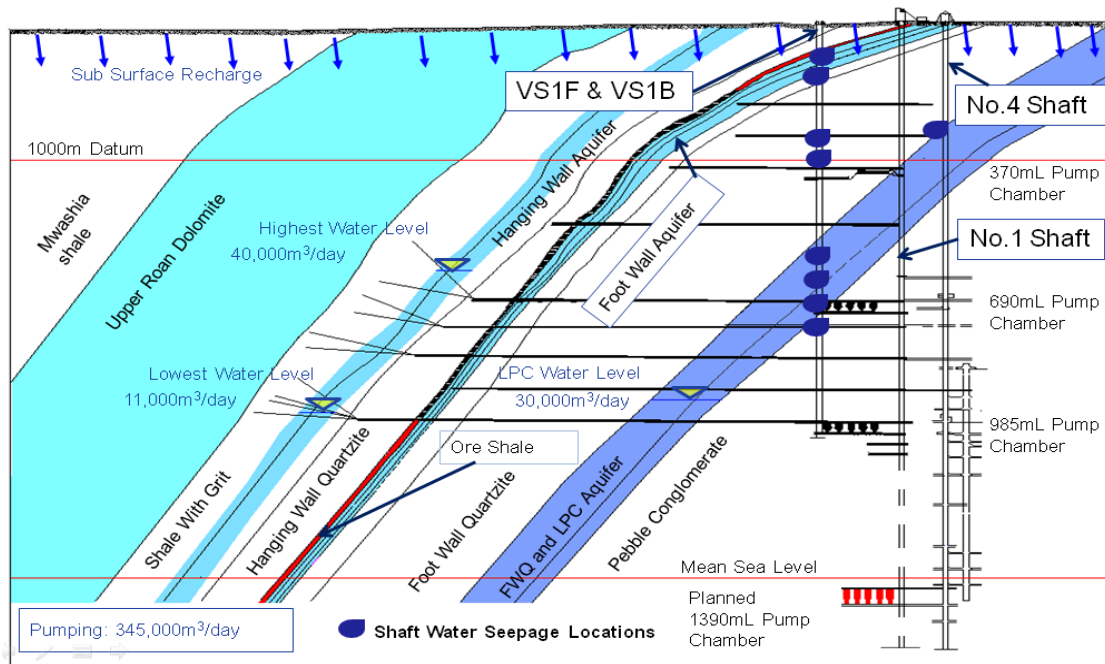 Sub Surface Recharge
VS1F & VS1B
No.4 Shaft
1000m Datum
370mL Pump
Chamber
Mwashia
shale
Upper Roan Dolomite
Hanging Wall Aquifer
Foot Wall Aquifer
Highest Water Level
40,000m³/day
No.1 Shaft
690mL Pump
Chamber
Lowest Water Level
11,000m³/day
LPC Water Level
30,000m³/day
985mL Pump
Chamber
Ore Shale
Shale With Grit
Hanging Wall Quartzite
Foot Wall Quartzite
FWQ and LPC Aquifer
Pebble Conglomerate
Mean Sea Level
Planned
1390mL Pump
Chamber
Pumping: 345,000m³/day
Shaft Water Seepage Locations